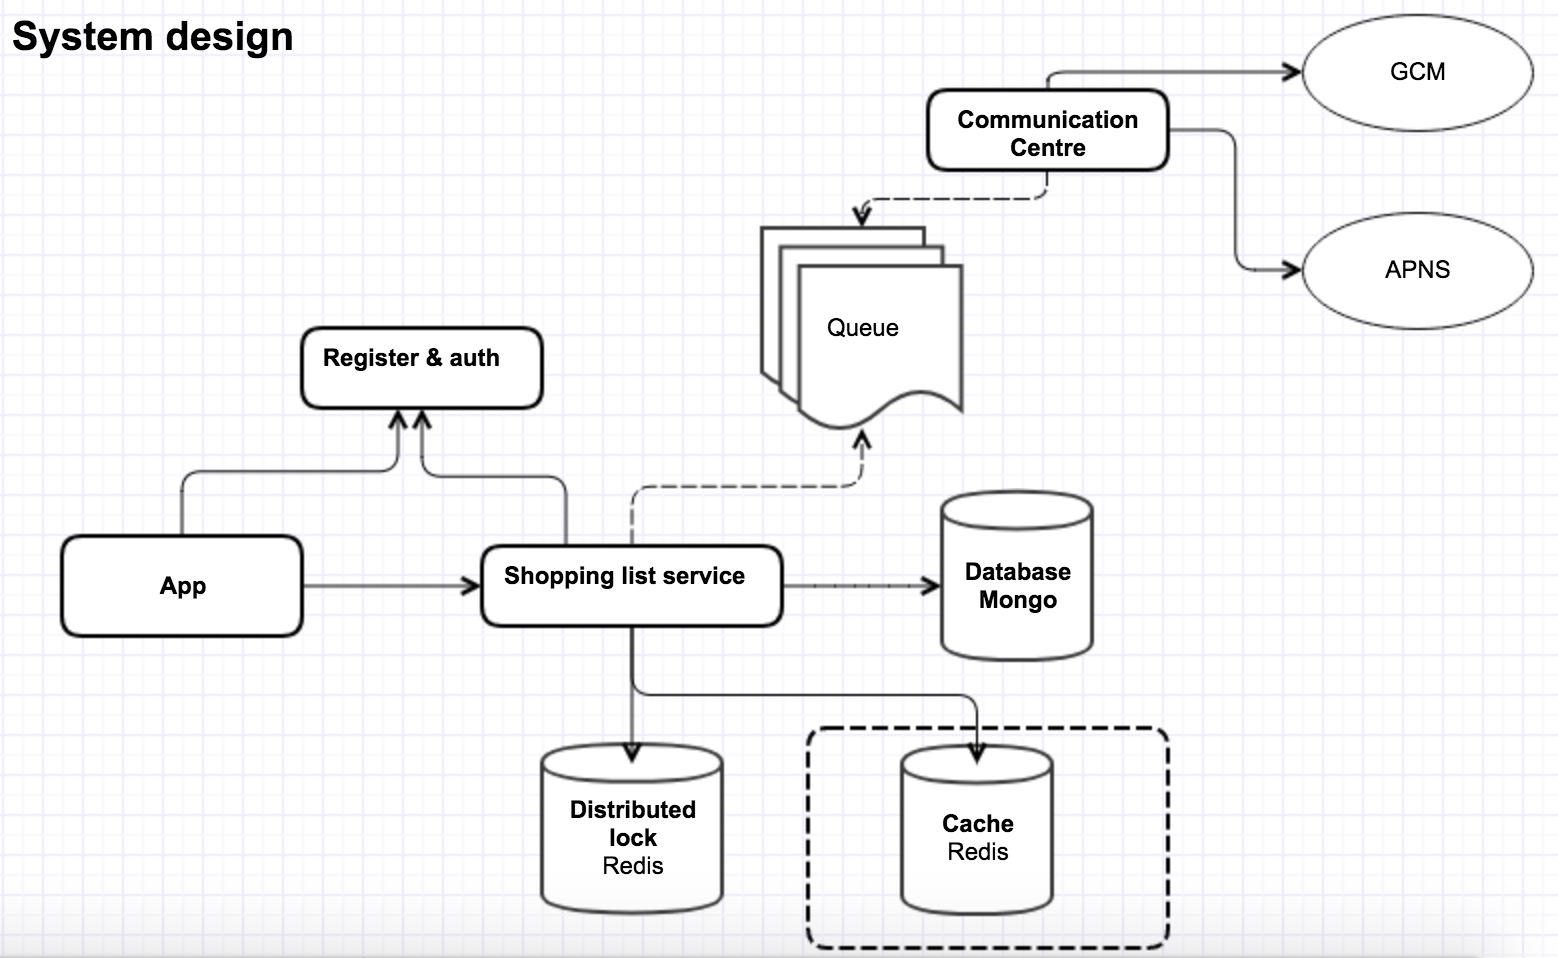 System design
GCM
Communication
Centre
APNS
Queue
Register & auth
App
Shopping list service
Database
Mongo
Distributed
lock
Redis
Cache
Redis